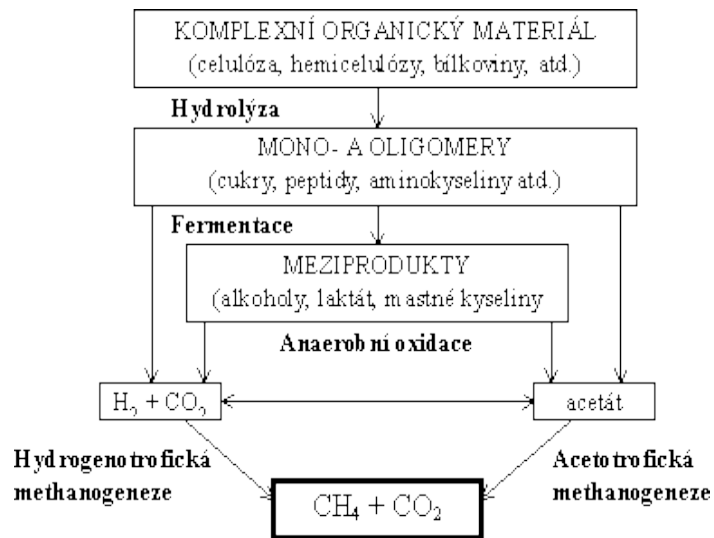 KOMPLEXNÍ ORGANICKÝ MATERIÁL
(celulóza, hemicelulózy, bílkoviny, atd.)
Hydrolýza
MONO- A OLIGOMERY
(cukry, peptidy, aminokyseliny atd.)
Fermentace
MEZIPRODUKTY
(alkoholy, laktát, mastné kyseliny
Anaerobní oxidace
H₂ + CO₂
acetát
Hydrogenotrofická
methanogeneze
Acetotrofická
methanogeneze
CH₄ + CO₂